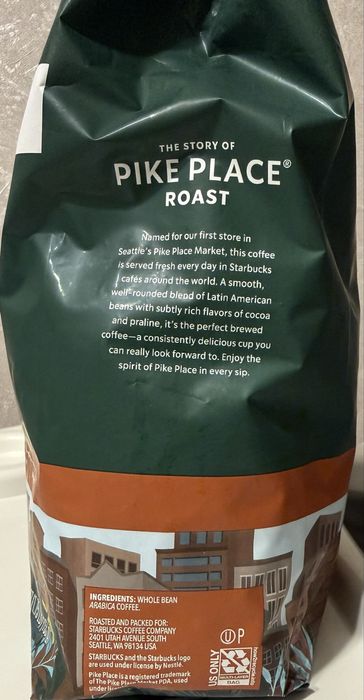 THE STORY OF
PIKE PLACE®
ROAST
Named for our first store in
Seattle's Pike Place Market, this coffee
is served fresh every day in Starbucks
cafés around the world. A smooth,
well-rounded blend of Latin American
beans with subtly rich flavors of cocoa
and praline, it's the perfect brewed
coffee—a consistently delicious cup you
can really look forward to. Enjoy the
spirit of Pike Place in every sip.
INGREDIENTS: WHOLE BEAN
ARABICA COFFEE.
ROASTED AND PACKED FOR:
STARBUCKS COFFEE COMPANY
2401 UTAH AVENUE SOUTH
SEATTLE, WA 98134 USA
STARBUCKS and the Starbucks logo
are used under license by Nestlé.
Pike Place is a registered trademark
of The Pike Place Market PDA, used
under
US ONLY
U P
MULTI-LAYER
BAG